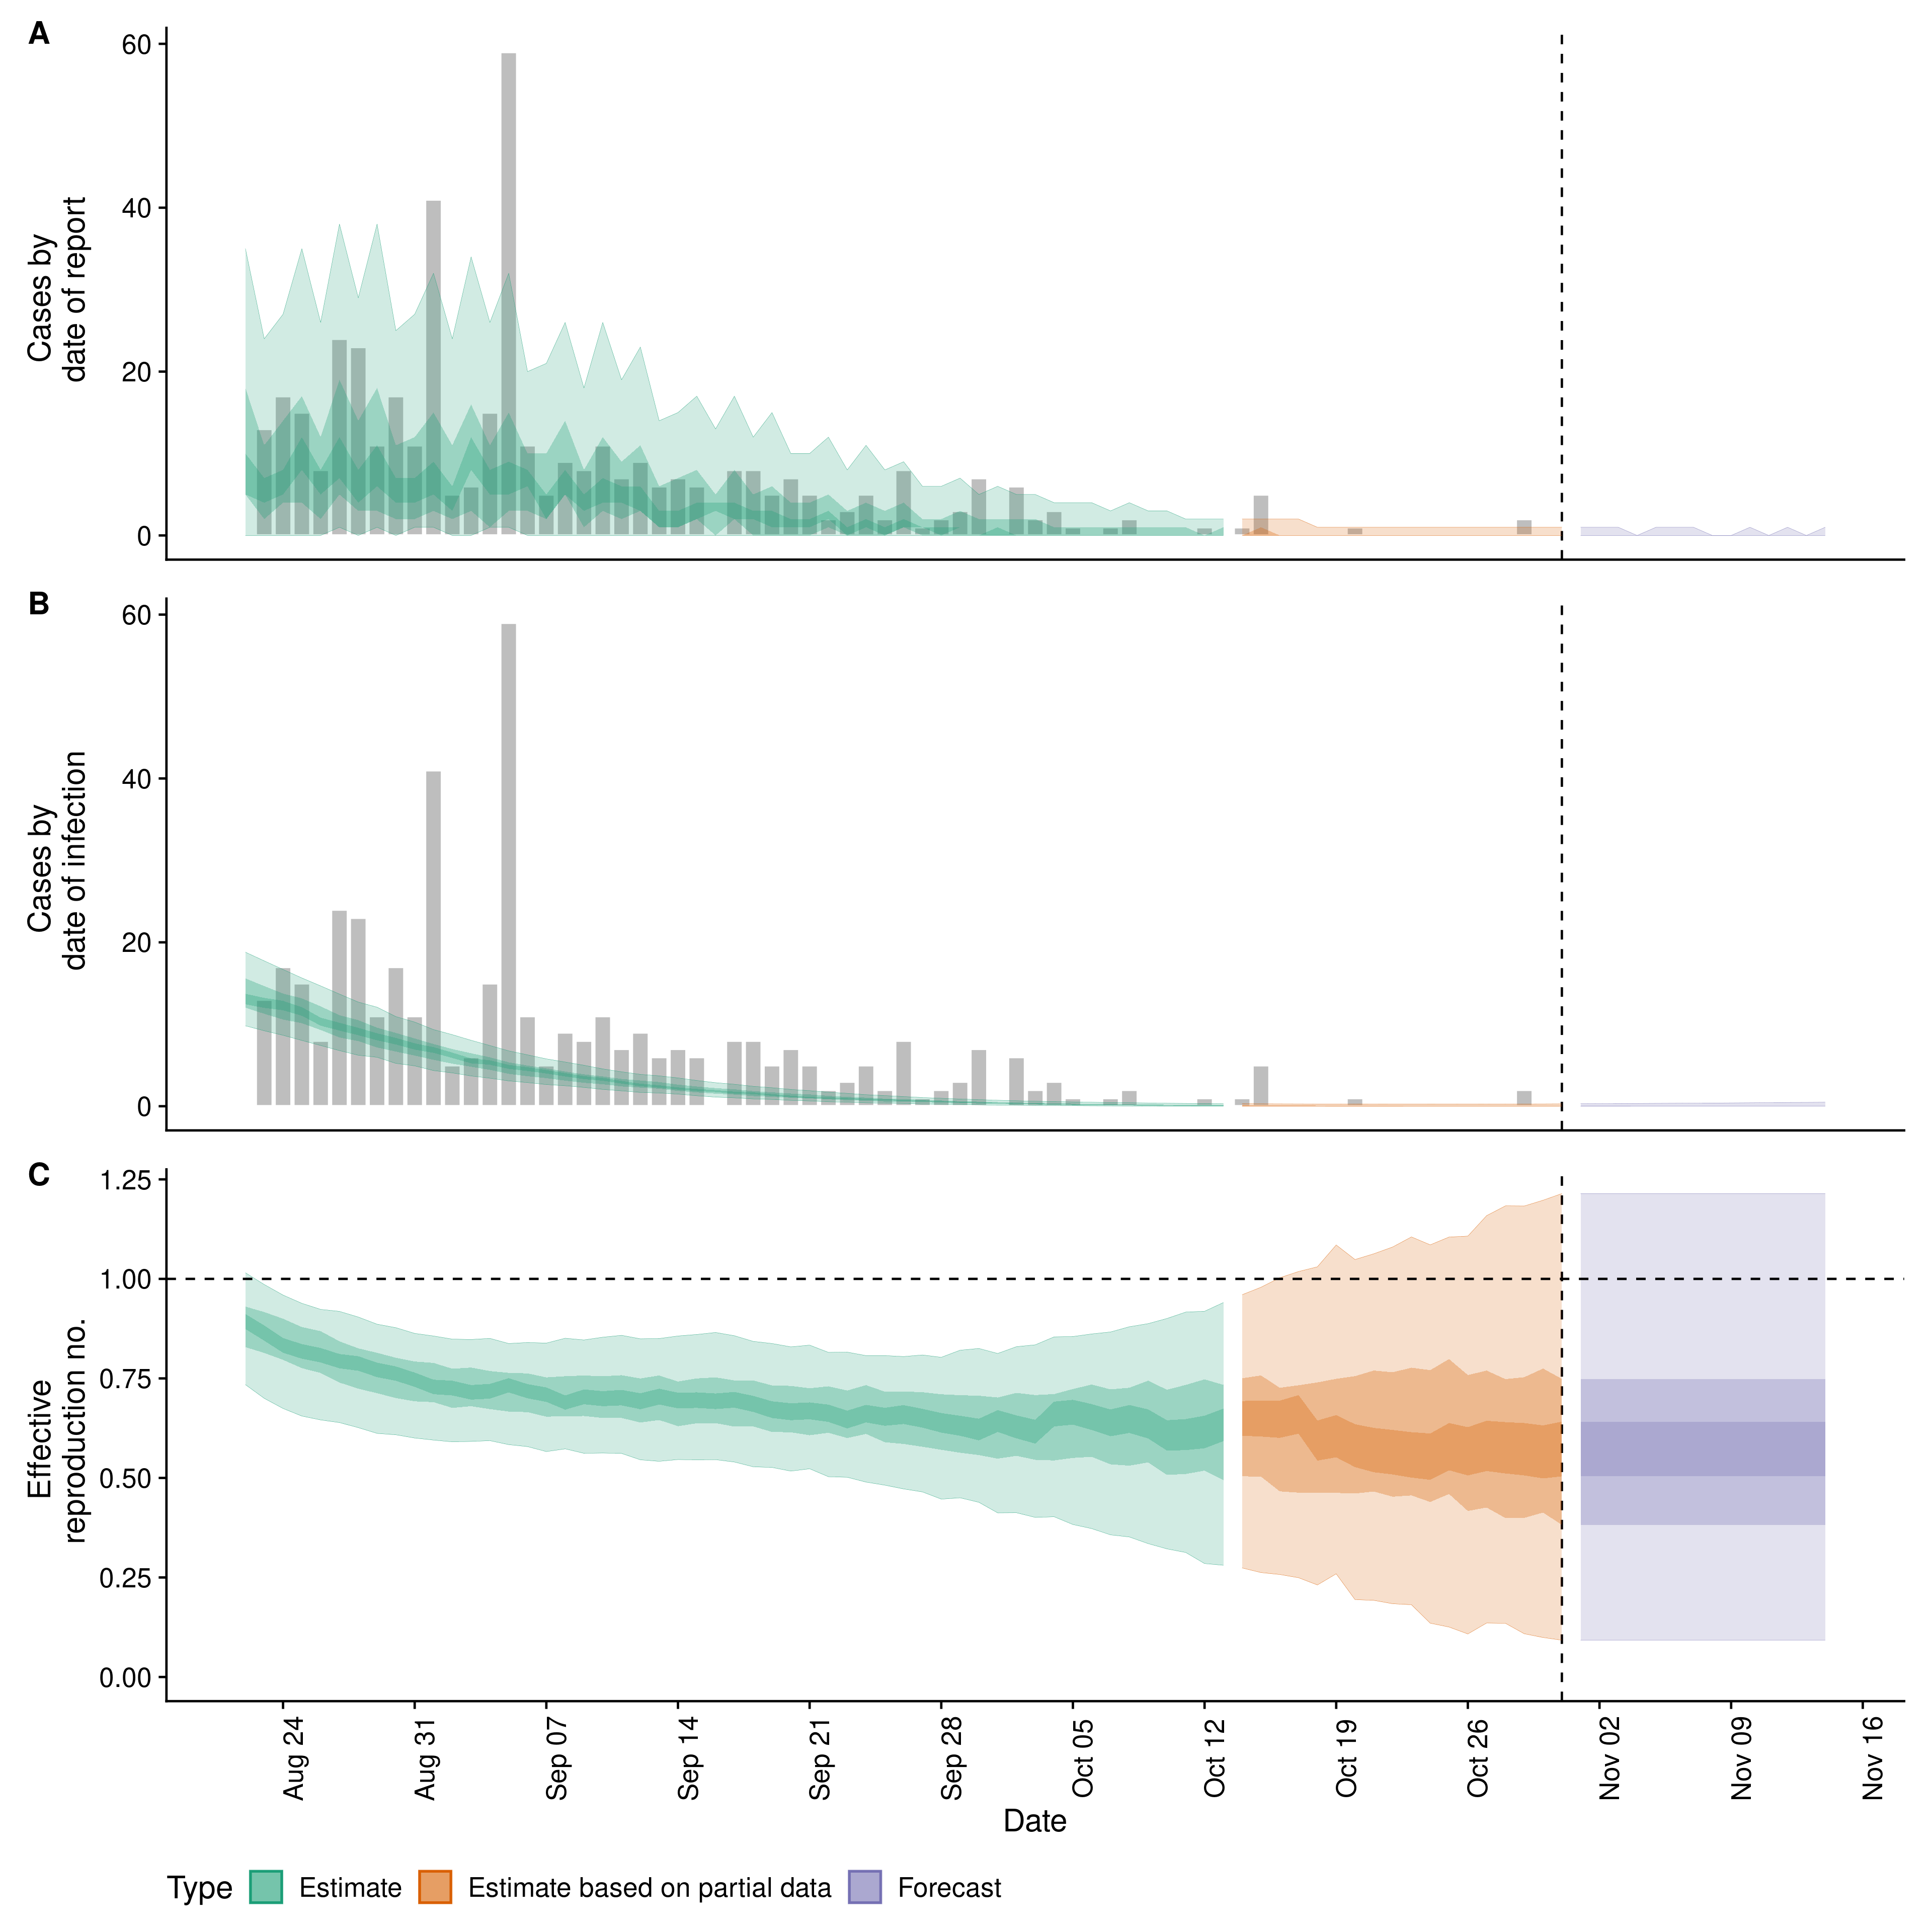 A
Cases by
date of report
60
40
20
0
B
Cases by
date of infection
60
40
20
0
C
Effective
reproduction no.
1.25
1.00
0.75
0.50
0.25
0.00
Aug 24
Aug 31
Sep 07
Sep 14
Sep 21
Sep 28
Oct 05
Oct 12
Oct 19
Oct 26
Nov 02
Nov 09
Nov 16
Date
Type Estimate Estimate based on partial data Forecast